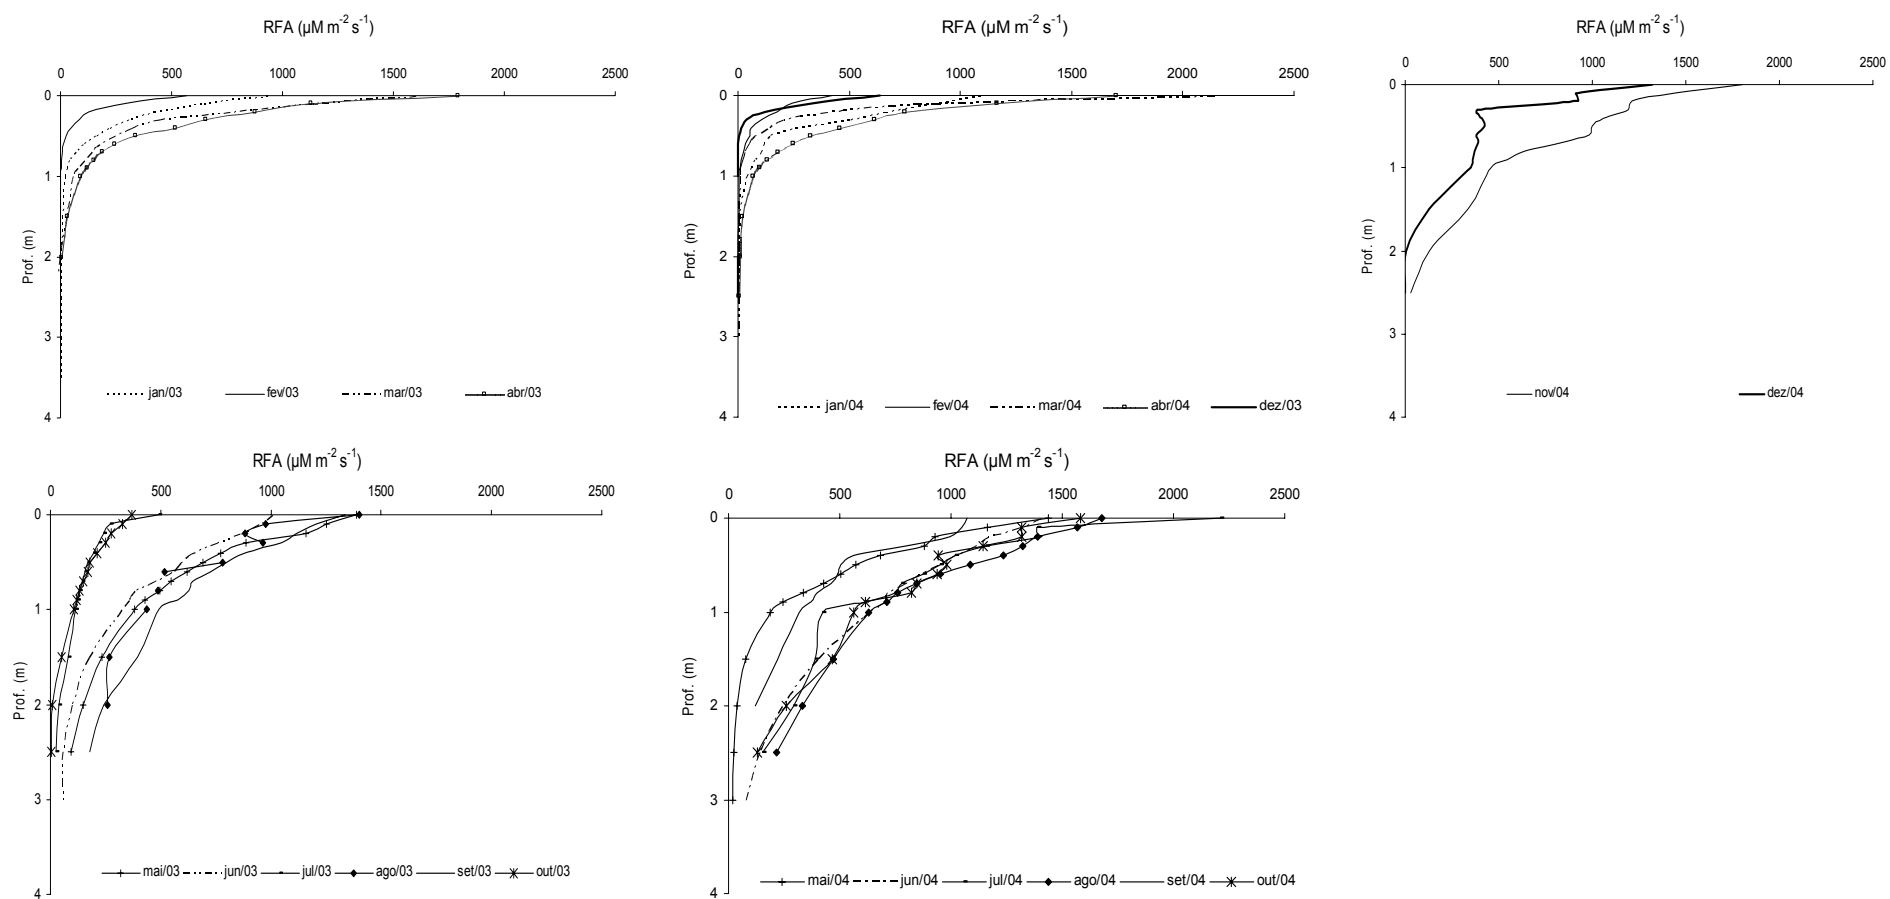 RFA (µM m-2 s-1)
0 500 1000 1500 2000 2500
0
1
2
3
4
Prof. (m)
jan/03 fev/03 mar/03 abr/03
RFA (µM m-2 s-1)
0 500 1000 1500 2000 2500
0
1
2
3
4
Prof. (m)
jan/04 fev/04 mar/04 abr/04 dez/03
RFA (µM m-2 s-1)
0 500 1000 1500 2000 2500
0
1
2
3
4
Prof. (m)
nov/04 dez/04
RFA (µM m-2 s-1)
0 500 1000 1500 2000 2500
0
1
2
3
4
Prof. (m)
mai/03 jun/03 jul/03 ago/03 set/03 out/03
RFA (µM m-2 s-1)
0 500 1000 1500 2000 2500
0
1
2
3
4
Prof. (m)
mai/04 jun/04 jul/04 ago/04 set/04 out/04